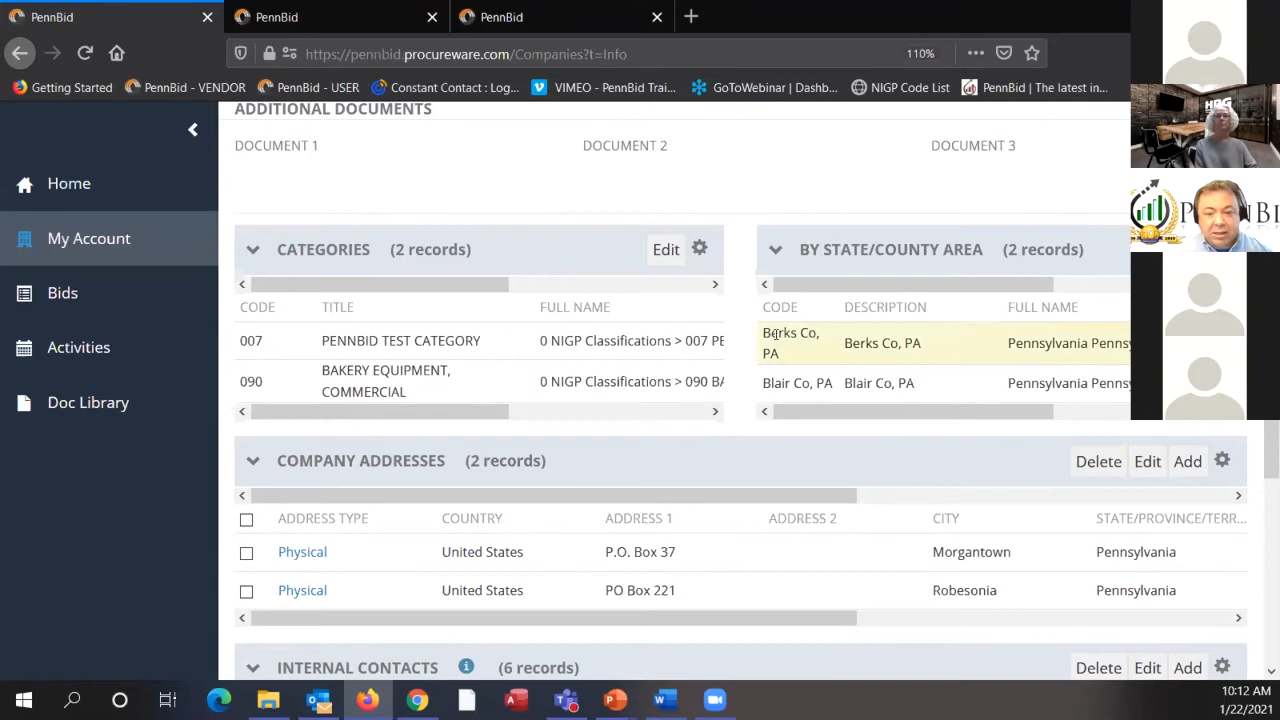 PennBid
PennBid
PennBid
https://pennbid.procureware.com/Companies?t=Info
110%
Getting Started
PennBid - VENDOR
PennBid - USER
Constant Contact : Log...
VIMEO - PennBid Trai...
GoToWebinar | Dashb...
NIGP Code List
PennBid | The latest in...
ADDITIONAL DOCUMENTS
DOCUMENT 1 DOCUMENT 2 DOCUMENT 3
Home
My Account
Bids
Activities
Doc Library
CATEGORIES (2 records) Edit
CODE TITLE FULL NAME
007 PENNBID TEST CATEGORY 0 NIGP Classifications > 007 PE
090 BAKERY EQUIPMENT, COMMERCIAL 0 NIGP Classifications > 090 BA
BY STATE/COUNTY AREA (2 records)
CODE DESCRIPTION FULL NAME
Berks Co, PA Berks Co, PA Pennsylvania Pennsy
Blair Co, PA Blair Co, PA Pennsylvania Pennsy
COMPANY ADDRESSES (2 records) Delete Edit Add
ADDRESS TYPE COUNTRY ADDRESS 1 ADDRESS 2 CITY STATE/PROVINCE/TERR...
Physical United States P.O. Box 37 Morgantown Pennsylvania
Physical United States PO Box 221 Robesonia Pennsylvania
INTERNAL CONTACTS (6 records) Delete Edit Add
10:12 AM
1/22/2021